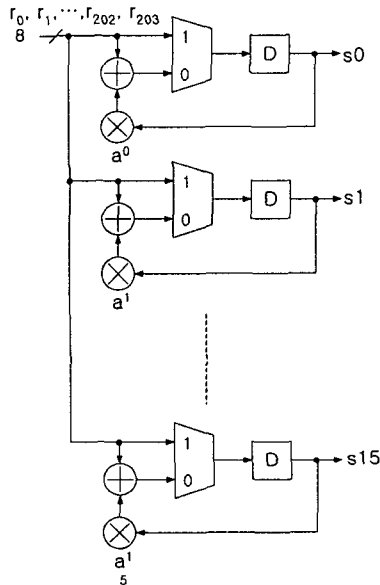 r₀, r₁, ⋯, r₂₀₂, r₂₀₃
8
1
0
D
s0
a⁰
1
0
D
s1
a¹
1
0
D
s15
a¹
5